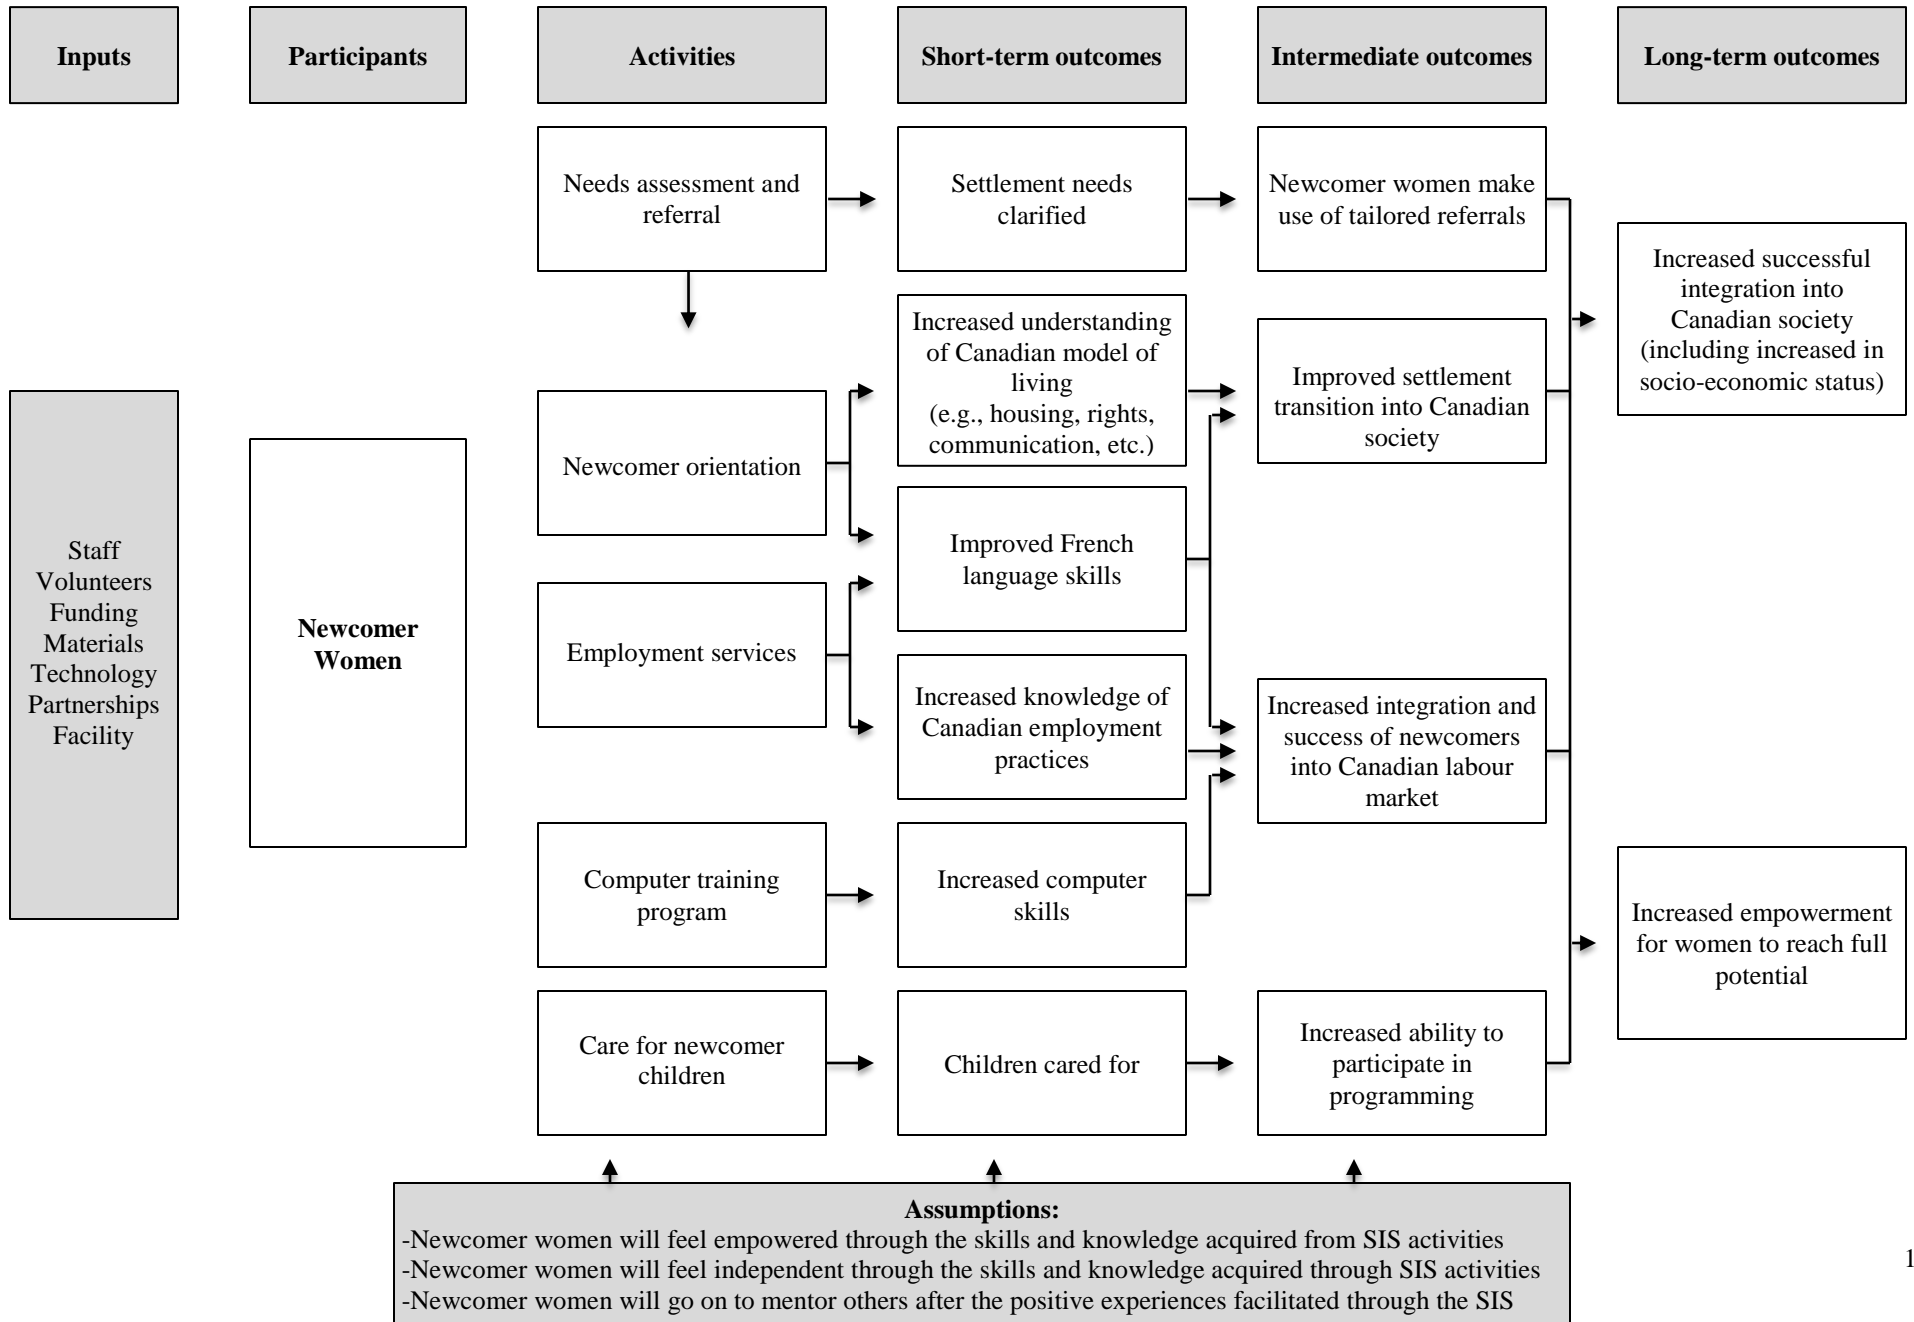 Inputs
Participants
Activities
Short-term outcomes
Intermediate outcomes
Long-term outcomes
Staff
Volunteers
Funding
Materials
Technology
Partnerships
Facility
Newcomer
Women
Needs assessment and
referral
Newcomer orientation
Employment services
Computer training
program
Care for newcomer
children
Settlement needs
clarified
Increased understanding
of Canadian model of
living
(e.g., housing, rights,
communication, etc.)
Improved French
language skills
Increased knowledge of
Canadian employment
practices
Increased computer
skills
Children cared for
Newcomer women make
use of tailored referrals
Improved settlement
transition into Canadian
society
Increased integration and
success of newcomers
into Canadian labour
market
Increased ability to
participate in
programming
Increased successful
integration into
Canadian society
(including increased in
socio-economic status)
Increased empowerment
for women to reach full
potential
Assumptions:
-Newcomer women will feel empowered through the skills and knowledge acquired from SIS activities
-Newcomer women will feel independent through the skills and knowledge acquired through SIS activities
-Newcomer women will go on to mentor others after the positive experiences facilitated through the SIS
1